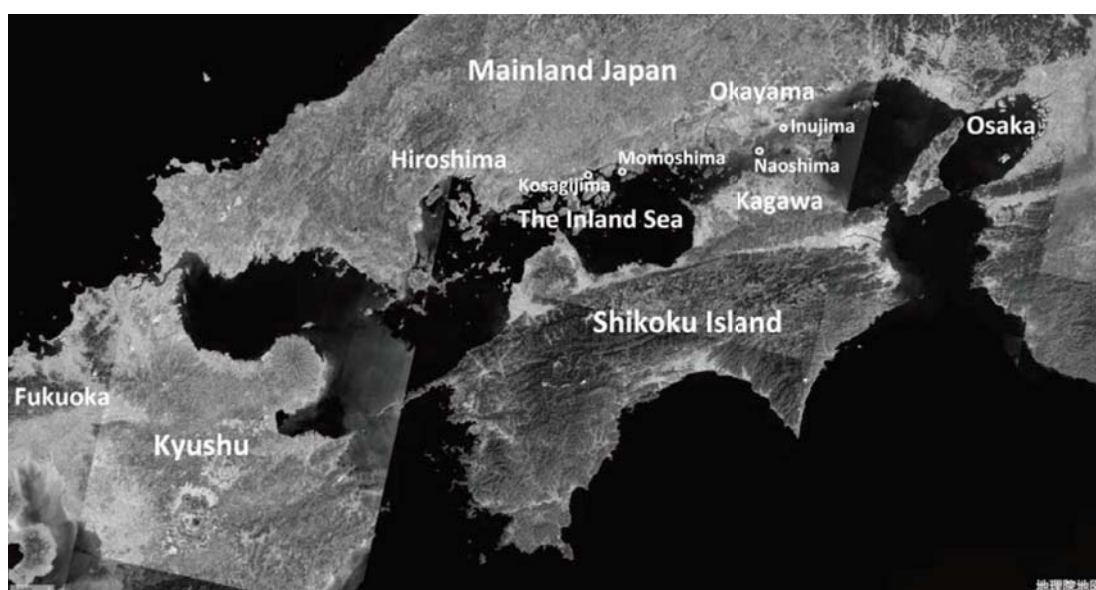 Mainland Japan
Okayama
Inujima
Osaka
Hiroshima
Momoshima
Naoshima
Kosagijima
Kagawa
The Inland Sea
Shikoku Island
Fukuoka
Kyushu
地理院地図